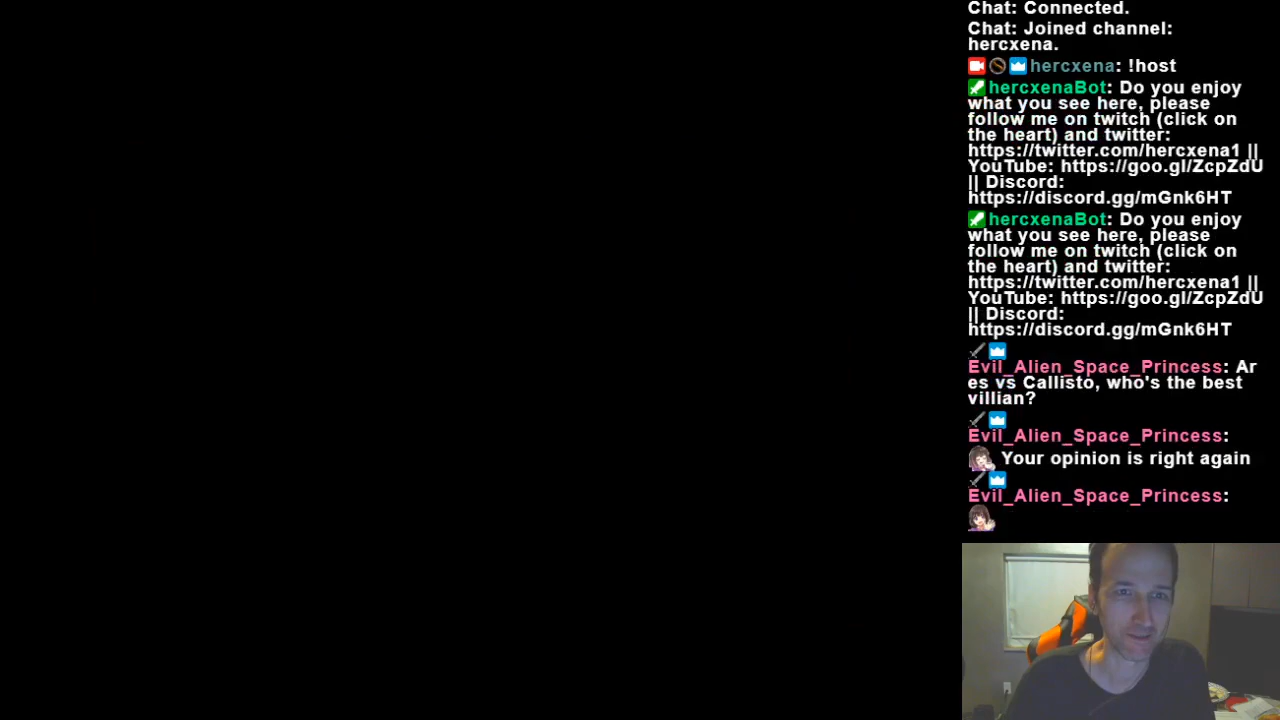 Chat: Connected.
Chat: Joined channel:
hercxena.
hercxena: !host
hercxenaBot: Do you enjoy
what you see here, please
follow me on twitch (click on
the heart) and twitter:
https://twitter.com/hercxena1 ||
YouTube: https://goo.gl/ZcpZdU
|| Discord:
https://discord.gg/mGnk6HT
hercxenaBot: Do you enjoy
what you see here, please
follow me on twitch (click on
the heart) and twitter:
https://twitter.com/hercxena1 ||
YouTube: https://goo.gl/ZcpZdU
|| Discord:
https://discord.gg/mGnk6HT
Evil_Alien_Space_Princess: Ar
es vs Callisto, who's the best
villian?
Evil_Alien_Space_Princess:
Your opinion is right again
Evil_Alien_Space_Princess: